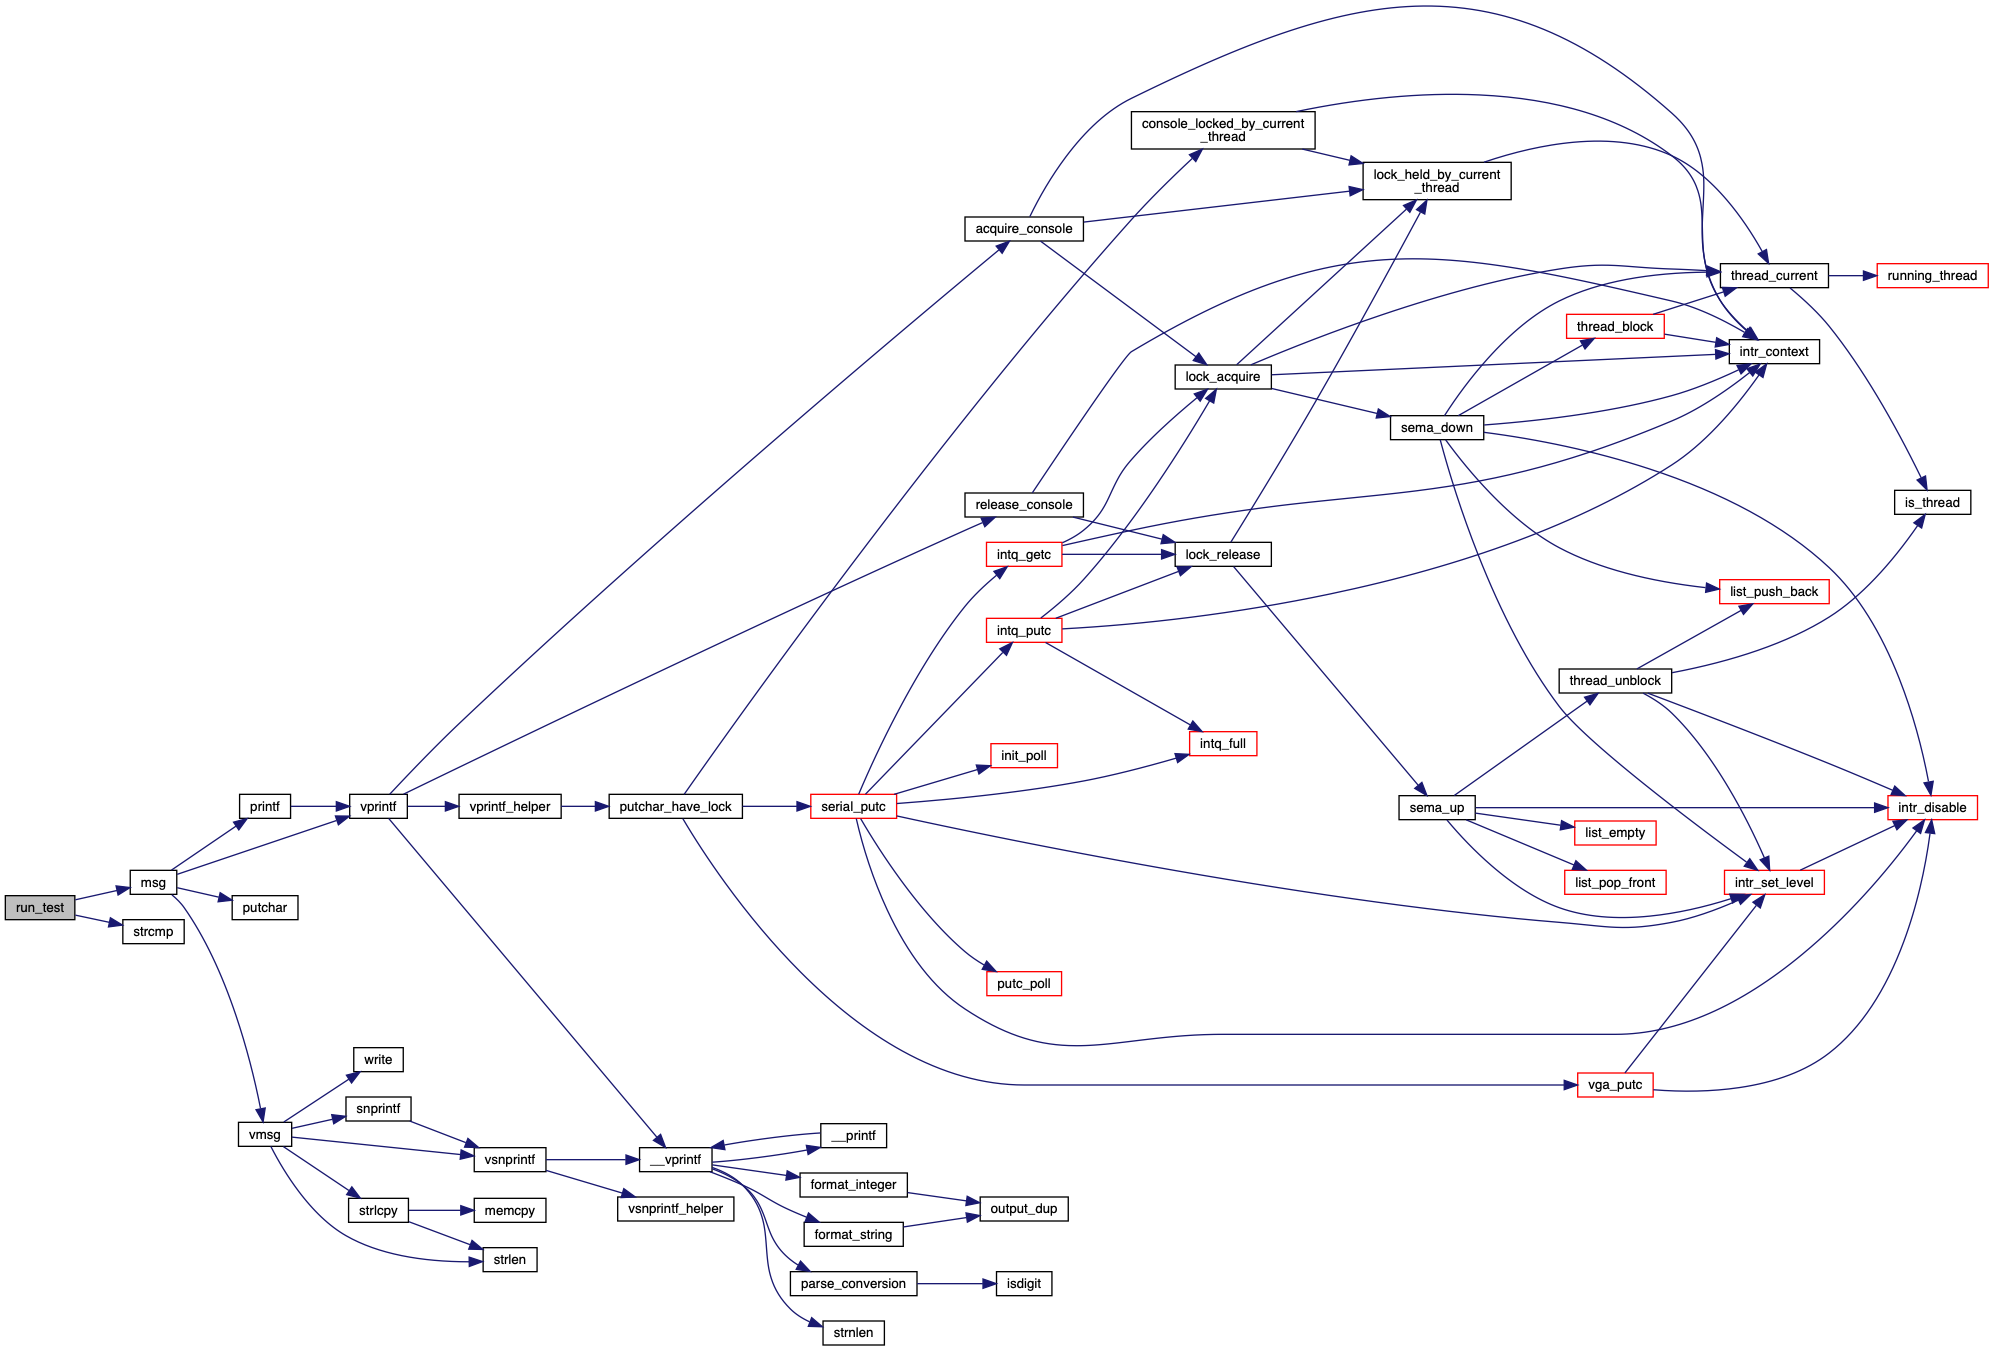 console_locked_by_current
_thread
lock_held_by_current
_thread
acquire_console
thread_current
running_thread
thread_block
intr_context
lock_acquire
sema_down
is_thread
release_console
intq_getc
lock_release
list_push_back
intq_putc
thread_unblock
intq_full
init_poll
printf
vprintf
vprintf_helper
putchar_have_lock
serial_putc
sema_up
intr_disable
list_empty
msg
list_pop_front
intr_set_level
run_test
putchar
strcmp
putc_poll
write
vga_putc
snprintf
vmsg
__printf
vsnprintf
__vprintf
format_integer
strlcpy
memcpy
vsnprintf_helper
output_dup
format_string
strlen
parse_conversion
isdigit
strnlen